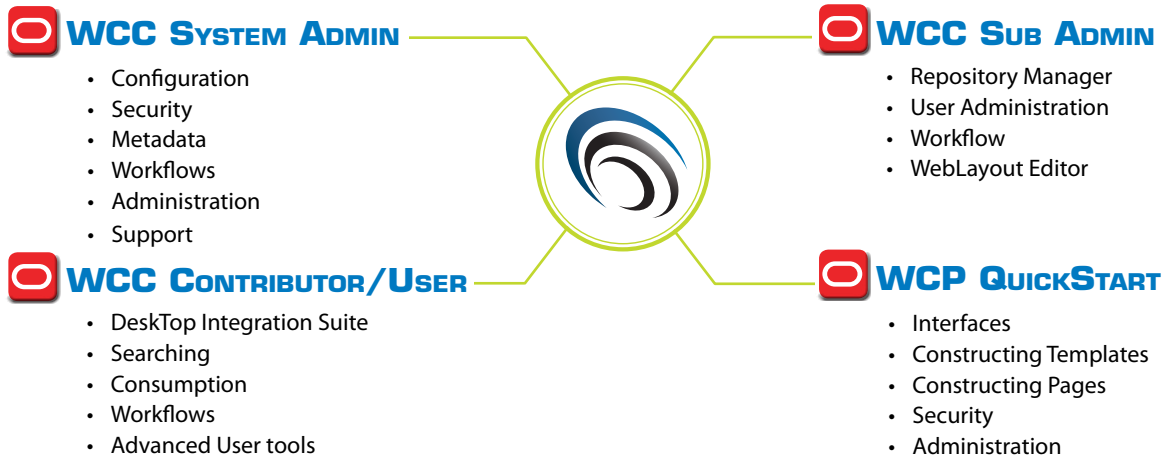 WCC System Admin
• Configuration
• Security
• Metadata
• Workflows
• Administration
• Support
WCC Sub Admin
• Repository Manager
• User Administration
• Workflow
• WebLayout Editor
WCC Contributor/User
• DeskTop Integration Suite
• Searching
• Consumption
• Workflows
• Advanced User tools
WCP QuickStart
• Interfaces
• Constructing Templates
• Constructing Pages
• Security
• Administration